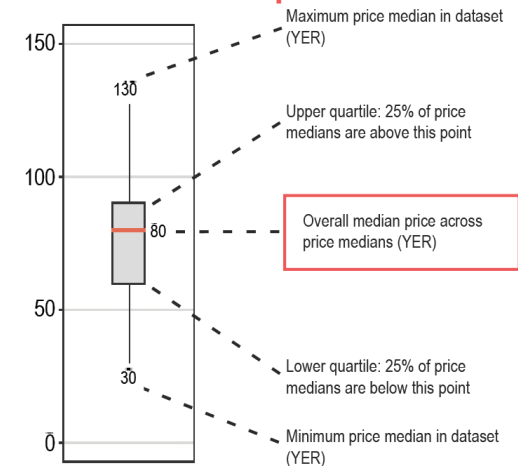 Maximum price median in dataset
(YER)
150
130
Upper quartile: 25% of price
medians are above this point
100
Overall median price across
price medians (YER)
80
50
Lower quartile: 25% of price
medians are below this point
30
Minimum price median in dataset
(YER)
0